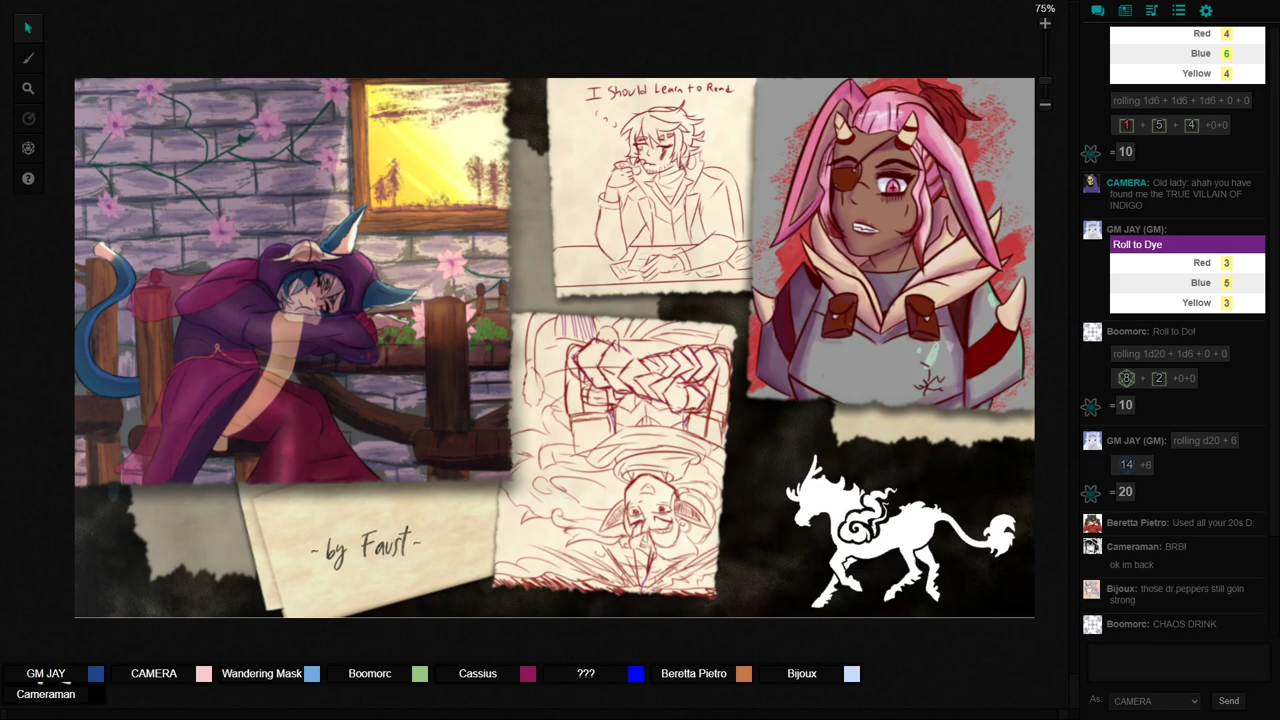 75%
I Should Learn to Read
~by Faust~
GM JAY
CAMERA
Wandering Mask
Boomorc
Cassius
???
Beretta Pietro
Bijoux
Cameraman
Red 4
Blue 6
Yellow 4
rolling 1d6 + 1d6 + 1d6 + 0 + 0
1 + 5 + 4 +0+0
= 10
CAMERA: Old lady: ahah you have
found me the TRUE VILLAIN OF
INDIGO
GM JAY (GM):
Roll to Dye
Red 3
Blue 5
Yellow 3
Boomorc: Roll to Do!
rolling 1d20 + 1d6 + 0 + 0
8 + 2 +0+0
= 10
GM JAY (GM): rolling d20 + 6
14 +6
= 20
Beretta Pietro: Used all your 20s D:
Cameraman: BRB!
ok im back
Bijoux: those dr.peppers still goin
strong
Boomorc: CHAOS DRINK
As: CAMERA Send